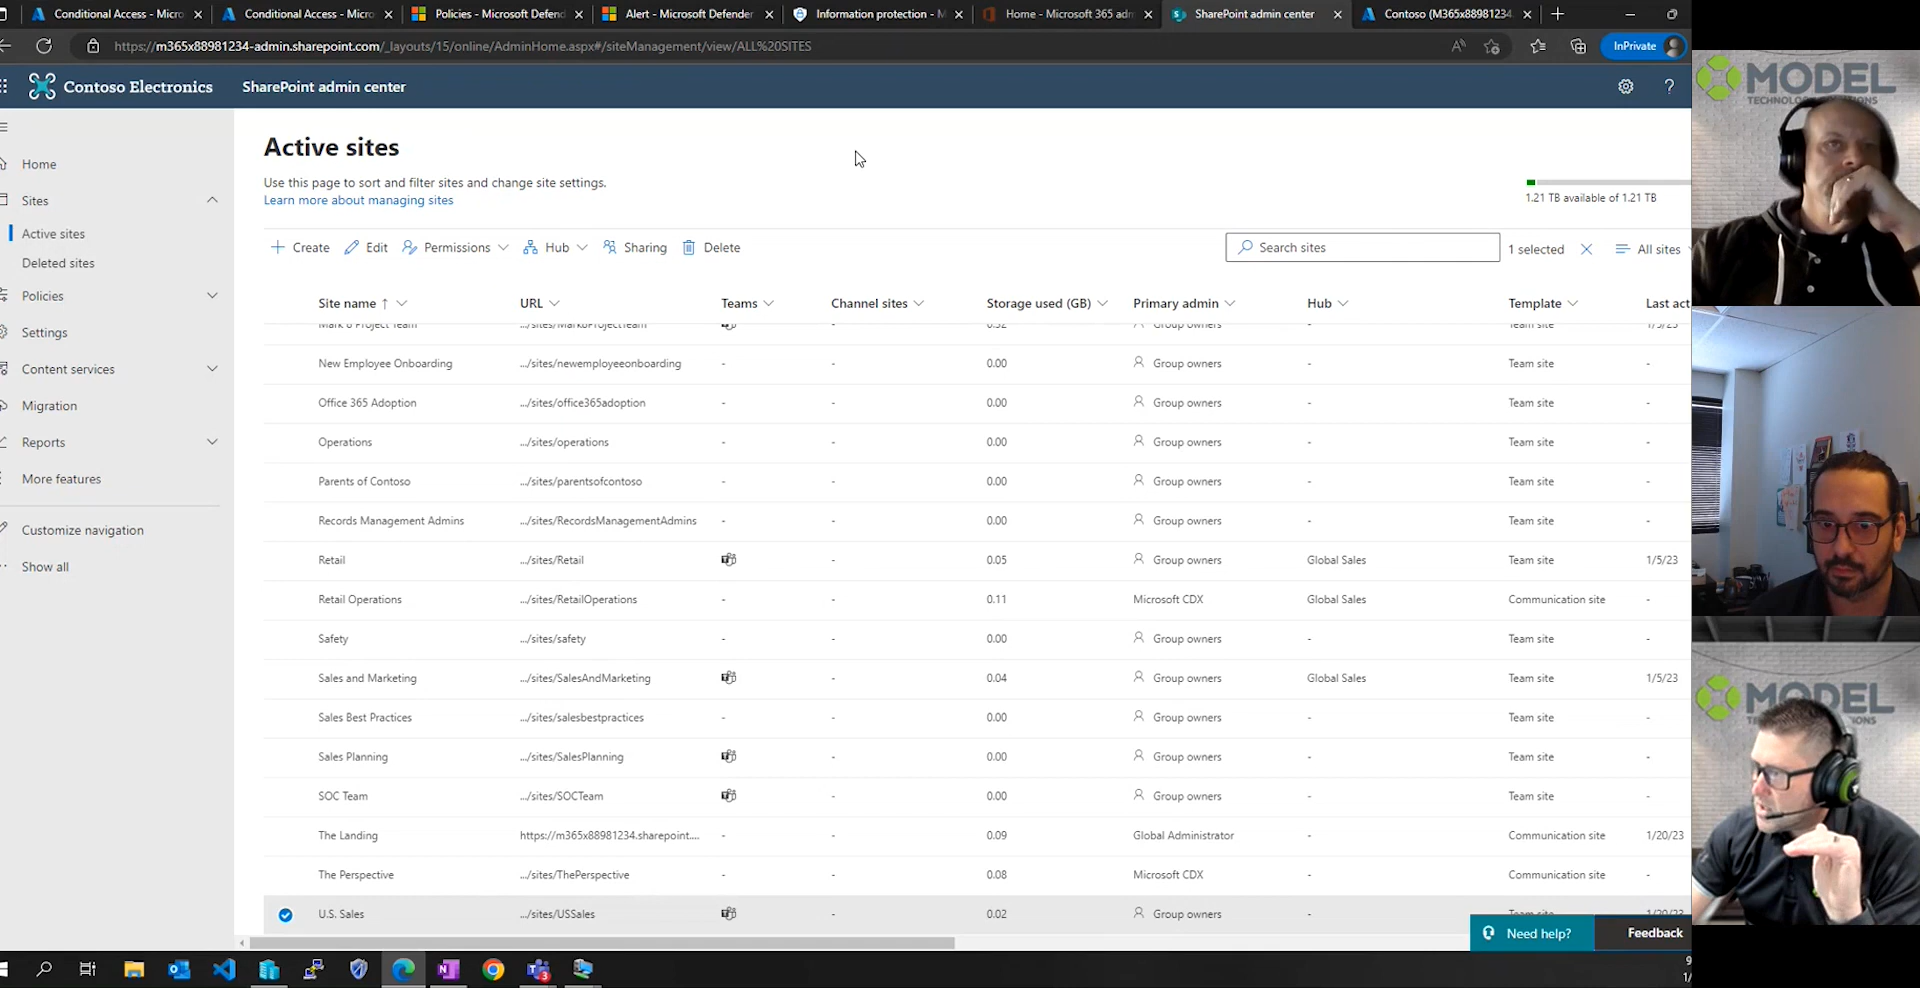 Conditional Access - Micro
Conditional Access - Micro
Policies - Microsoft Defend
Alert - Microsoft Defender
Information protection - M
Home - Microsoft 365 adm
SharePoint admin center
Contoso (M365x88981234
https://m365x88981234-admin.sharepoint.com/_layouts/15/online/AdminHome.aspx#/siteManagement/view/ALL%20SITES
InPrivate
Contoso Electronics
SharePoint admin center
MODEL
Home
Sites
Active sites
Deleted sites
Policies
Settings
Content services
Migration
Reports
More features
Customize navigation
Show all
Active sites
Use this page to sort and filter sites and change site settings.
Learn more about managing sites
1.21 TB available of 1.21 TB
Create Edit Permissions Hub Sharing Delete
Search sites
1 selected
All sites
Site name ↑ URL Teams Channel sites Storage used (GB) Primary admin Hub Template Last act
Mark 8 Project Team .../sites/Mark8ProjectTeam - 0.32 Group owners - Team site 1/5/23
New Employee Onboarding .../sites/newemployeeonboarding - - 0.00 Group owners - Team site -
Office 365 Adoption .../sites/office365adoption - - 0.00 Group owners - Team site -
Operations .../sites/operations - - 0.00 Group owners - Team site -
Parents of Contoso .../sites/parentsofcontoso - - 0.00 Group owners - Team site -
Records Management Admins .../sites/RecordsManagementAdmins - - 0.00 Group owners - Team site -
Retail .../sites/Retail - 0.05 Group owners Global Sales Team site 1/5/23
Retail Operations .../sites/RetailOperations - - 0.11 Microsoft CDX Global Sales Communication site -
Safety .../sites/safety - - 0.00 Group owners - Team site -
Sales and Marketing .../sites/SalesAndMarketing - 0.04 Group owners Global Sales Team site 1/5/23
Sales Best Practices .../sites/salesbestpractices - - 0.00 Group owners - Team site -
Sales Planning .../sites/SalesPlanning - 0.00 Group owners - Team site -
SOC Team .../sites/SOCTeam - 0.00 Group owners - Team site -
The Landing https://m365x88981234.sharepoint.... - - 0.09 Global Administrator - Communication site 1/20/23
The Perspective .../sites/ThePerspective - - 0.08 Microsoft CDX - Communication site -
U.S. Sales .../sites/USSales - 0.02 Group owners - Team site 1/20/23
Need help?
Feedback
MODEL